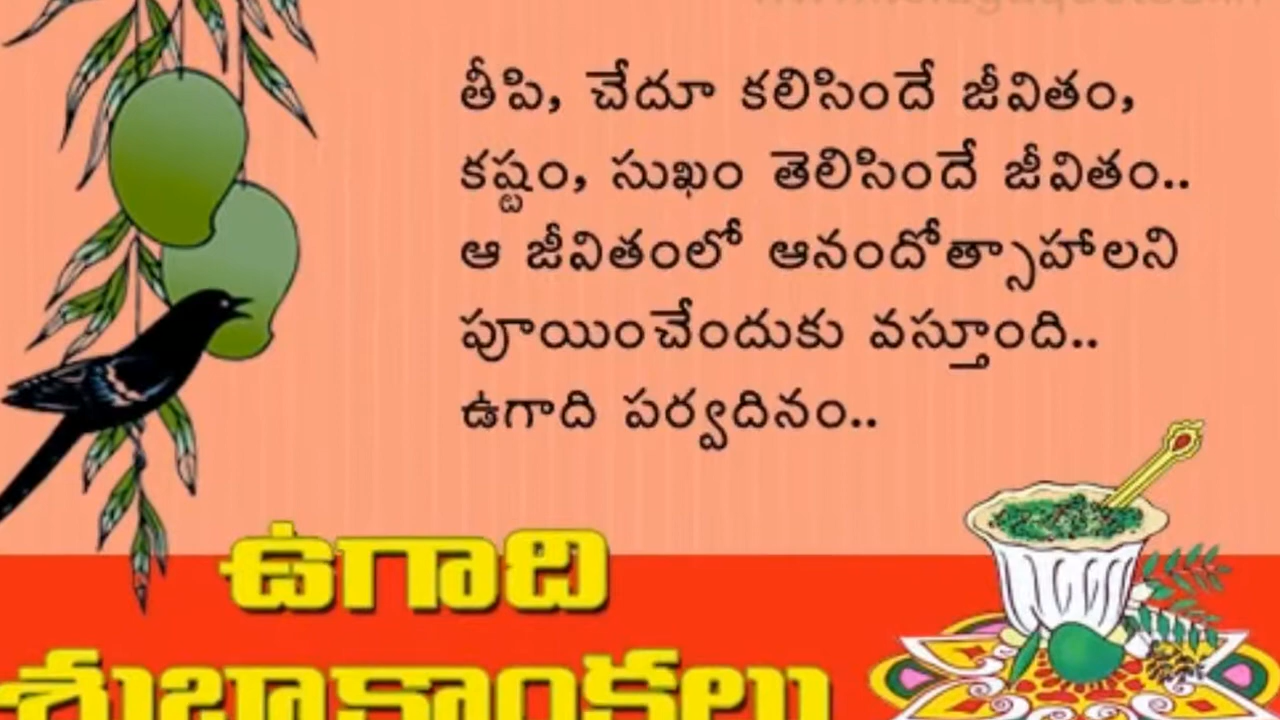 తీపి, చేదూ కలిసిందే జీవితం,
కష్టం, సుఖం తెలిసిందే జీవితం..
ఆ జీవితంలో ఆనందోత్సాహాలని
పూయించేందుకు వస్తూంది..
ఉగాది పర్వదినం..
ఉగాది
శుభాకాంక్షలు